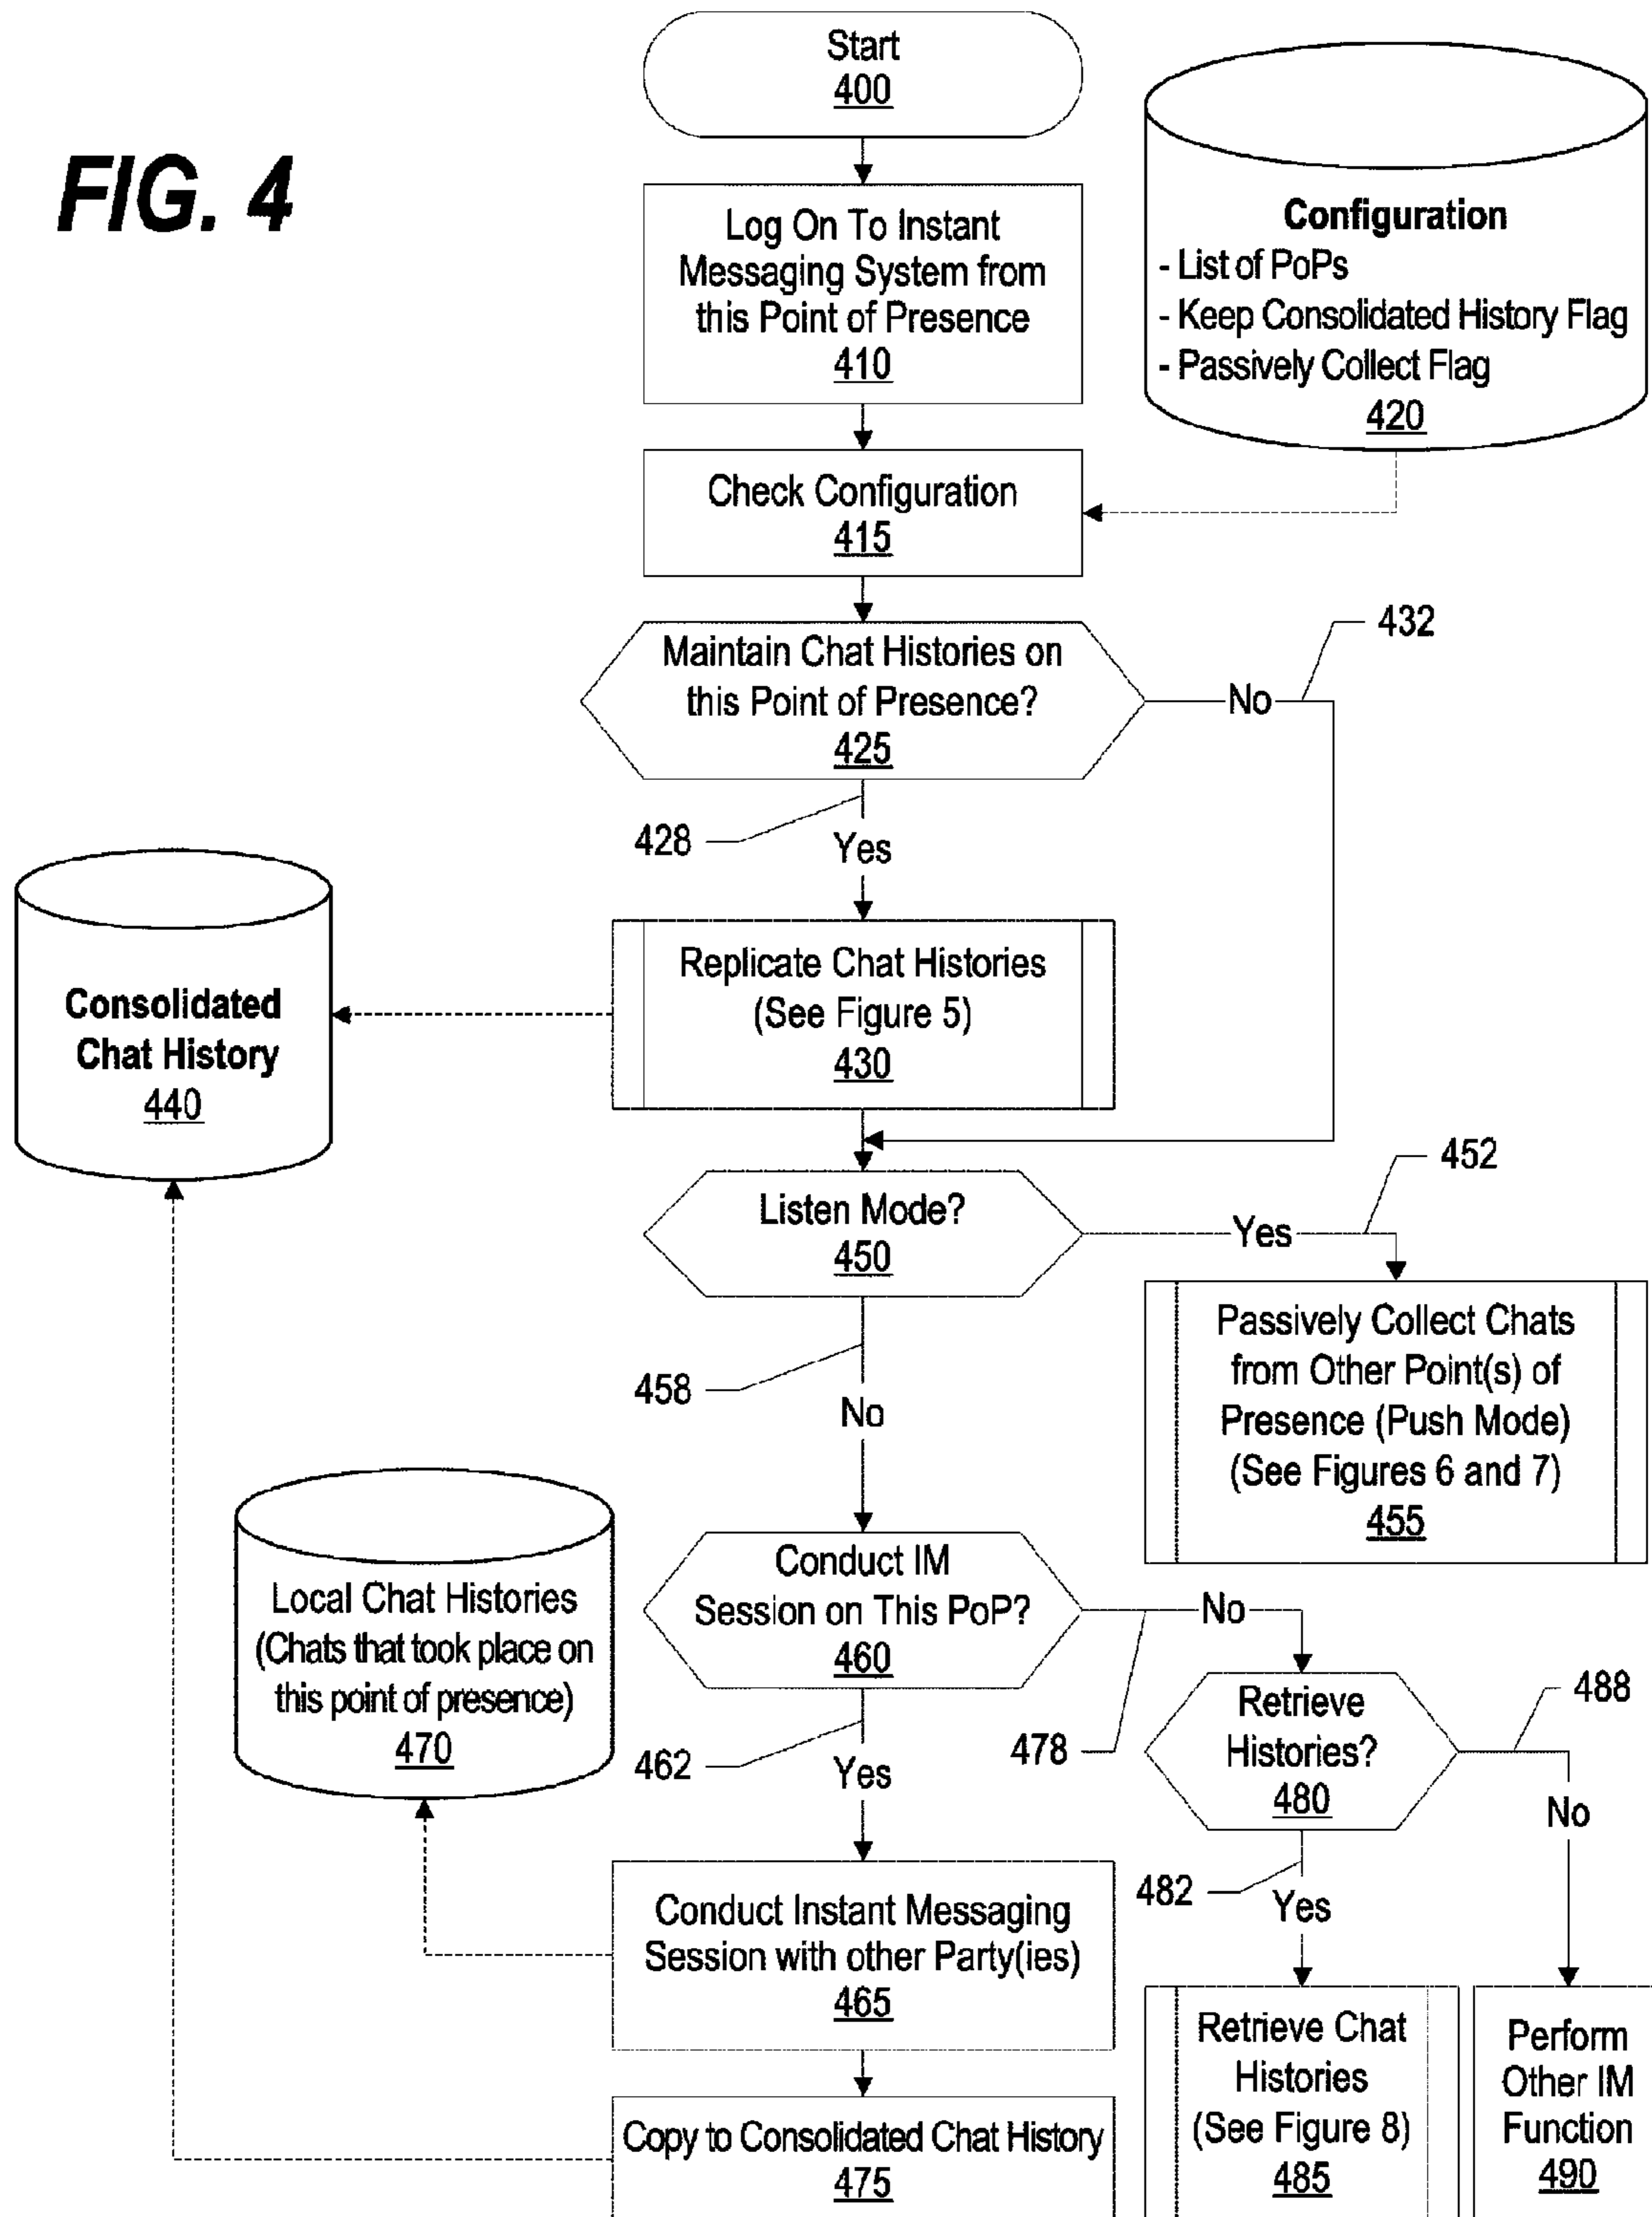 FIG. 4
Start
400
Log On To Instant
Messaging System from
this Point of Presence
410
Configuration
- List of PoPs
- Keep Consolidated History Flag
- Passively Collect Flag
420
Check Configuration
415
Maintain Chat Histories on
this Point of Presence?
425
No
432
428
Yes
Replicate Chat Histories
(See Figure 5)
430
Consolidated
Chat History
440
Listen Mode?
450
Yes
452
Passively Collect Chats
from Other Point(s) of
Presence (Push Mode)
(See Figures 6 and 7)
455
458
No
Conduct IM
Session on This PoP?
460
No
478
Local Chat Histories
(Chats that took place on
this point of presence)
470
462
Yes
Retrieve
Histories?
480
488
No
482
Yes
Conduct Instant Messaging
Session with other Party(ies)
465
Copy to Consolidated Chat History
475
Retrieve Chat
Histories
(See Figure 8)
485
Perform
Other IM
Function
490